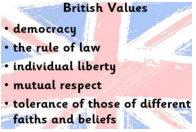 British Values
• democracy
• the rule of law
• individual liberty
• mutual respect
• tolerance of those of different
faiths and beliefs